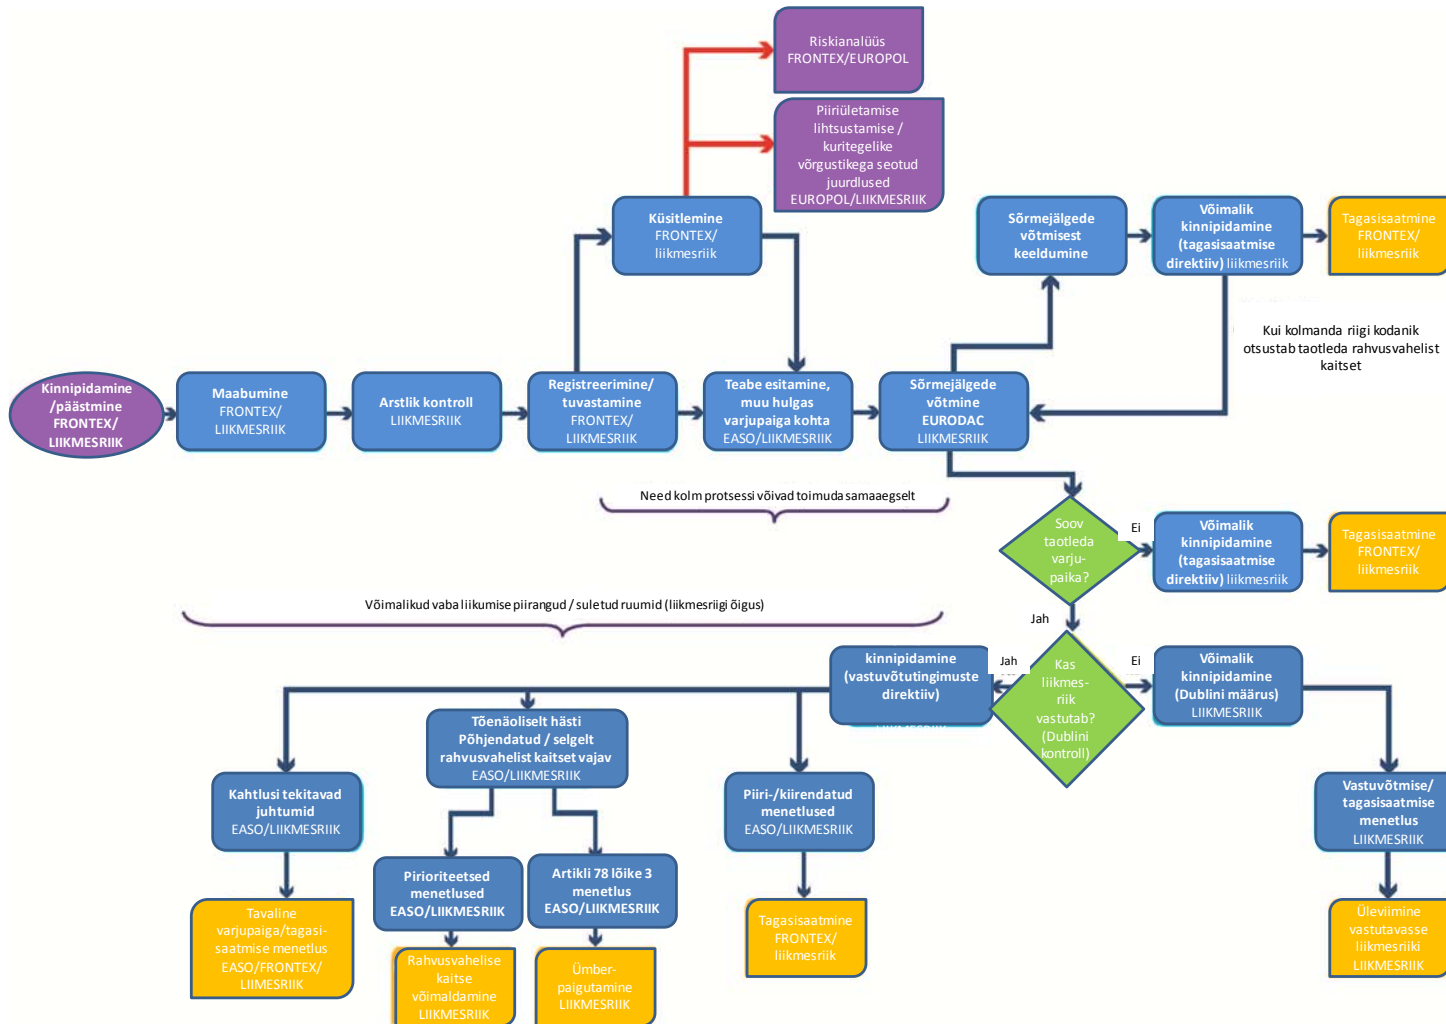 Riskianalüüs
FRONTEX/EUROPOL
Piiriületamise
lihtsustamise /
kuritegelike
võrgustikega seotud
juurdlused
EUROPOL/LIIKMESRIIK
Küsitlemine
FRONTEX/
liikmesriik
Sõrmejälgede
võtmisest
keeldumine
Võimalik
kinnipidamine
(tagasisaatmise
direktiiv) liikmesriik
Tagasisaatmine
FRONTEX/
liikmesriik
Kui kolmanda riigi kodanik
otsustab taotleda rahvusvahelist
kaitset
Kinnipidamine
/päästmine
FRONTEX/
LIIKMESRIIK
Maabumine
FRONTEX/
LIIKMESRIIK
Arstlik kontroll
LIIKMESRIIK
Registreerimine/
tuvastamine
FRONTEX/
LIIKMESRIIK
Teabe esitamine,
muu hulgas
varjupaiga kohta
EASO/LIIKMESRIIK
Sõrmejälgede
võtmine
EURODAC
LIIKMESRIIK
Need kolm protsessi võivad toimuda samaaegselt
Soov
taotleda
varju-
paika?
Ei
Võimalik
kinnipidamine
(tagasisaatmise
direktiiv) liikmesriik
Tagasisaatmine
FRONTEX/
liikmesriik
Võimalikud vaba liikumise piirangud / suletud ruumid (liikmesriigi õigus)
Jah
kinnipidamine
(vastuvõtutingimuste
direktiiv)
Jah
Kas
liikmes-
riik
vastutab?
(Dublini
kontroll)
Ei
Võimalik
kinnipidamine
(Dublini määrus)
LIIKMESRIIK
Tõenäoliselt hästi
Põhjendatud / selgelt
rahvusvahelist kaitset vajav
EASO/LIIKMESRIIK
Kahtlusi tekitavad
juhtumid
EASO/LIIKMESRIIK
Piiri-/kiirendatud
menetlused
EASO/LIIKMESRIIK
Vastuvõtmise/
tagasisaatmise
menetlus
LIIKMESRIIK
Pirioriteetsed
menetlused
EASO/LIIKMESRIIK
Artikli 78 lõike 3
menetlus
EASO/LIIKMESRIIK
Tavaline
varjupaiga/tagasi-
saatmise menetlus
EASO/FRONTEX/
LIIMESRIIK
Rahvusvahelise
kaitse
võimaldamine
LIIKMESRIIK
Ümber-
paigutamine
LIIKMESRIIK
Tagasisaatmine
FRONTEX/
liikmesriik
Üleviimine
vastutavasse
liikmesriiki
LIIKMESRIIK